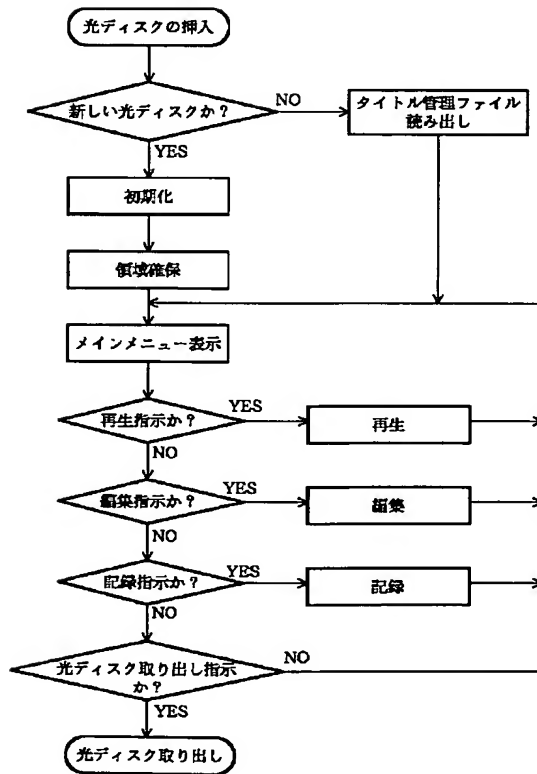 光ディスクの挿入
新しい光ディスクか？
NO
タイトル管理ファイル
読み出し
YES
初期化
領域確保
メインメニュー表示
再生指示か？
YES
再生
NO
編集指示か？
YES
編集
NO
記録指示か？
YES
記録
NO
光ディスク取り出し指示
か？
NO
YES
光ディスク取り出し